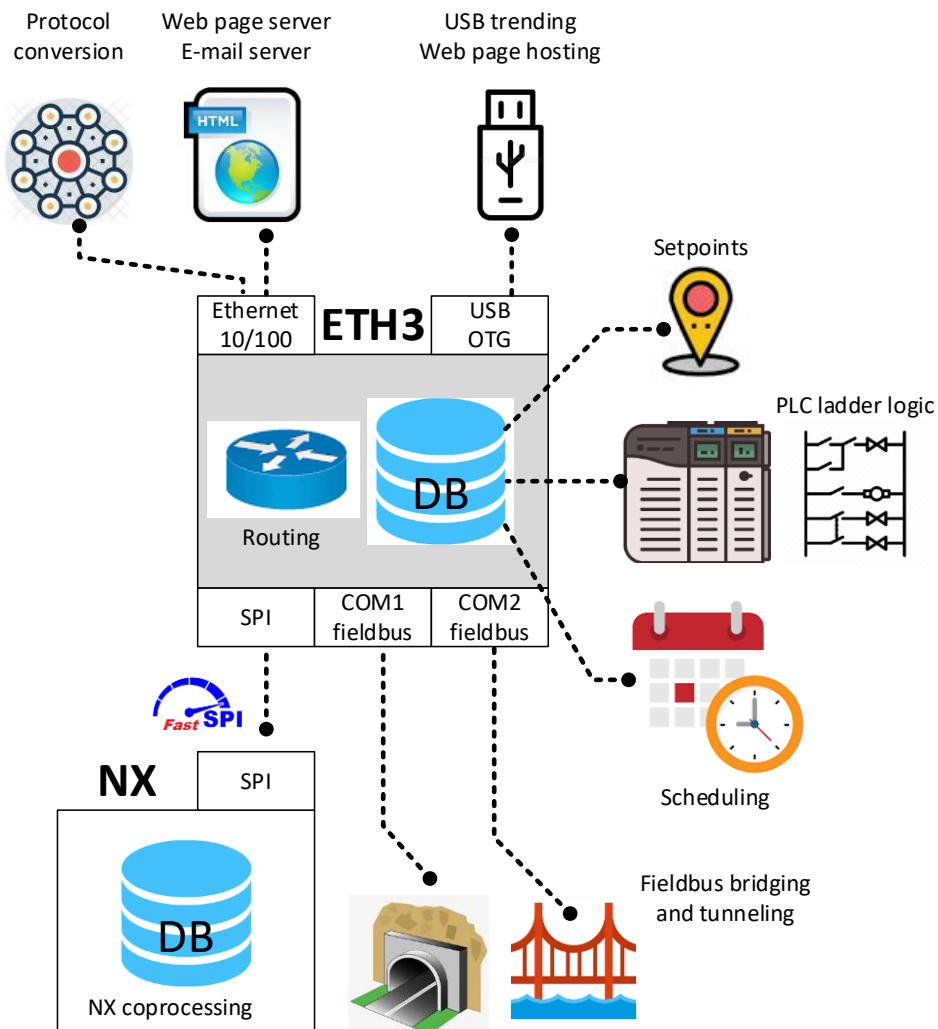 Protocol
conversion
Web page server
E-mail server
USB trending
Web page hosting
HTML
Setpoints
Ethernet
10/100
ETH3
USB
OTG
PLC ladder logic
DB
Routing
SPI
COM1
fieldbus
COM2
fieldbus
Fast SPI
NX
SPI
Scheduling
DB
NX coprocessing
Fieldbus bridging
and tunneling